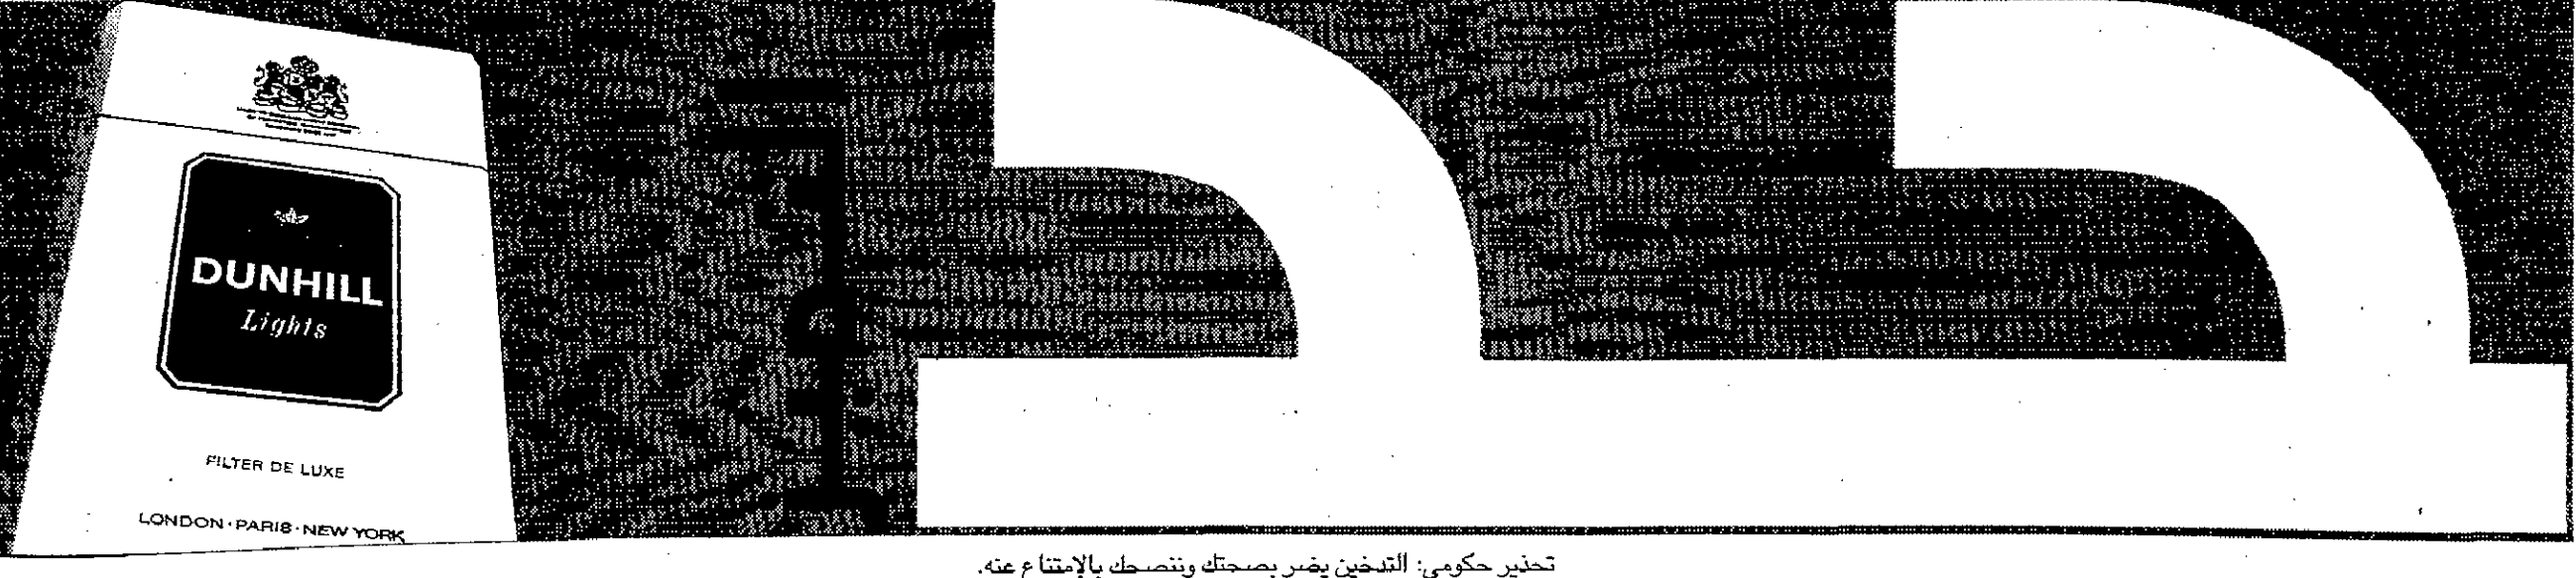 DUNHILL
Lights
FILTER DE LUXE
LONDON · PARIS · NEW YORK
تحذير حكومي: التدخين يضر بصحتك وننصحك بالإمتناع عنه.